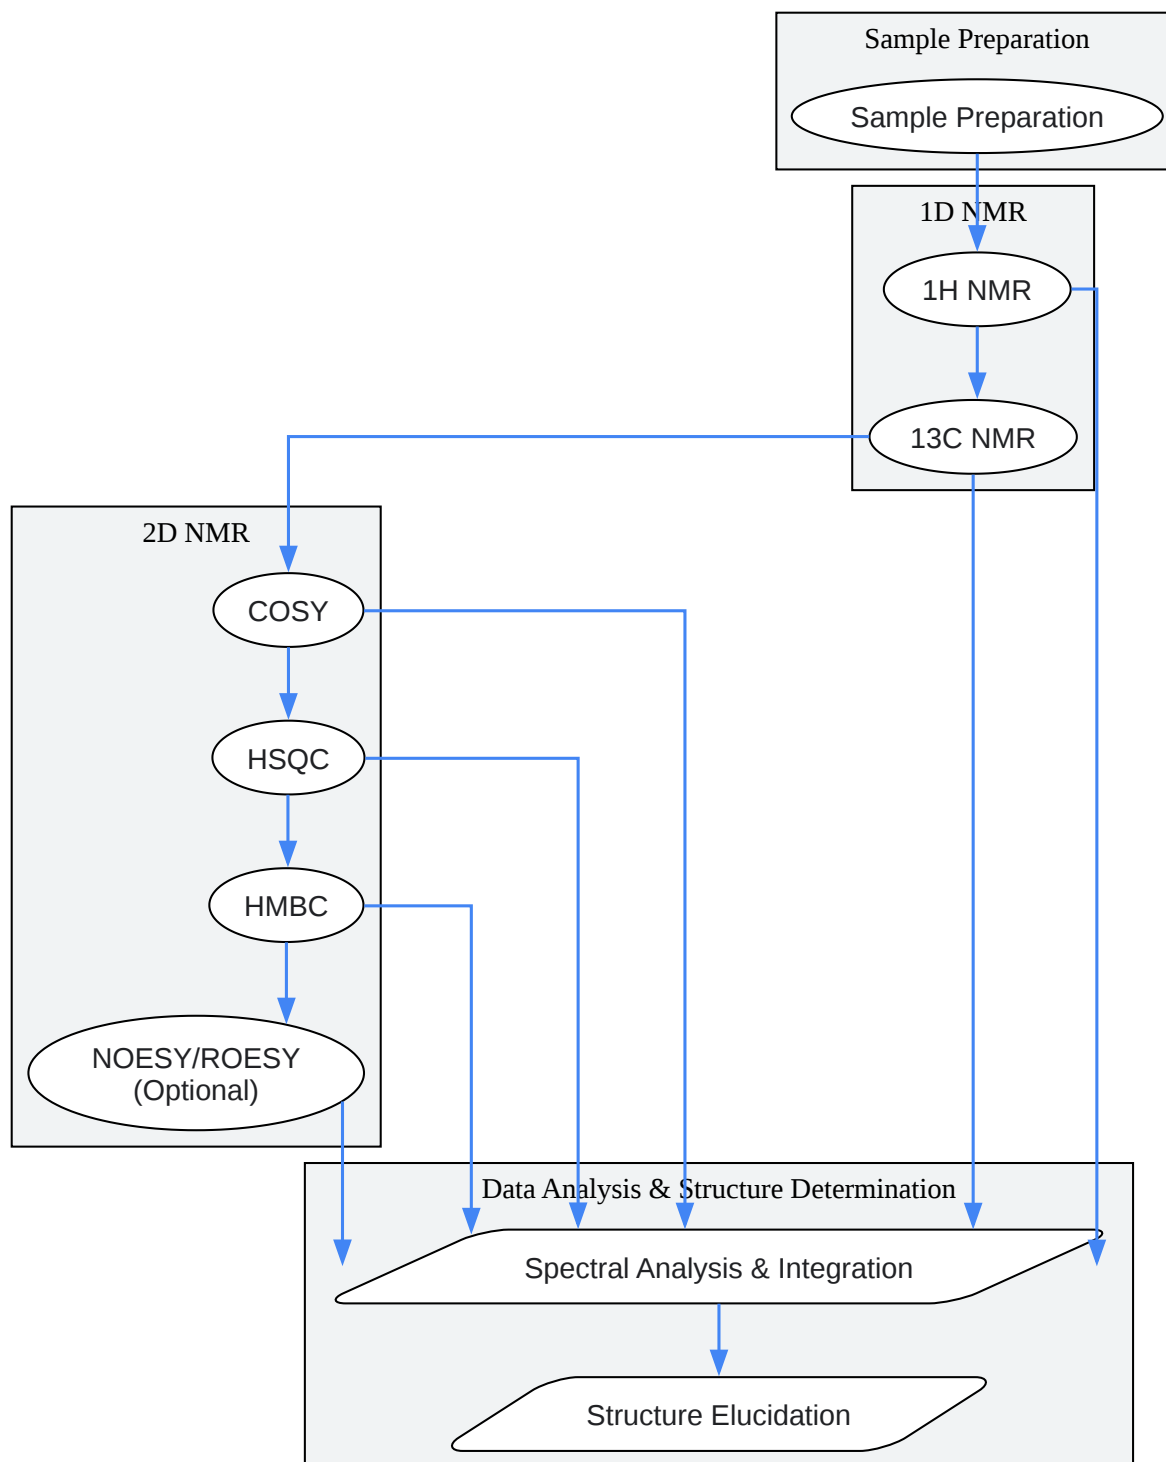 Sample Preparation
Sample Preparation
1D NMR
1H NMR
13C NMR
2D NMR
COSY
HSQC
HMBC
NOESY/ROESY
(Optional)
Data Analysis & Structure Determination
Spectral Analysis & Integration
Structure Elucidation